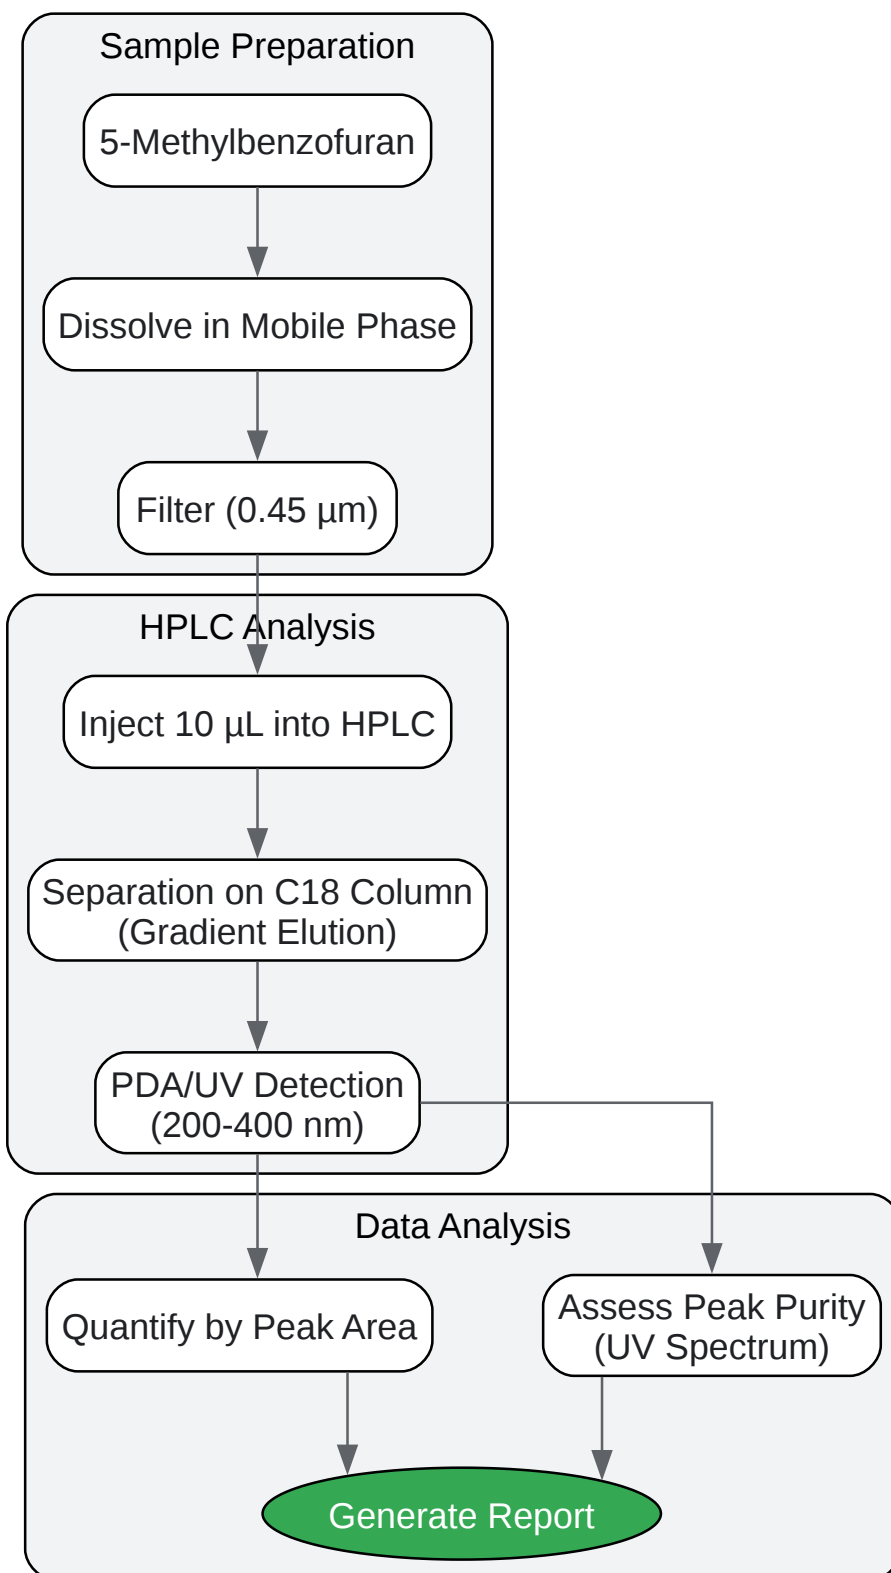 Sample Preparation
5-Methylbenzofuran
Dissolve in Mobile Phase
Filter (0.45 µm)
HPLC Analysis
Inject 10 µL into HPLC
Separation on C18 Column
(Gradient Elution)
PDA/UV Detection
(200-400 nm)
Data Analysis
Quantify by Peak Area
Assess Peak Purity
(UV Spectrum)
Generate Report